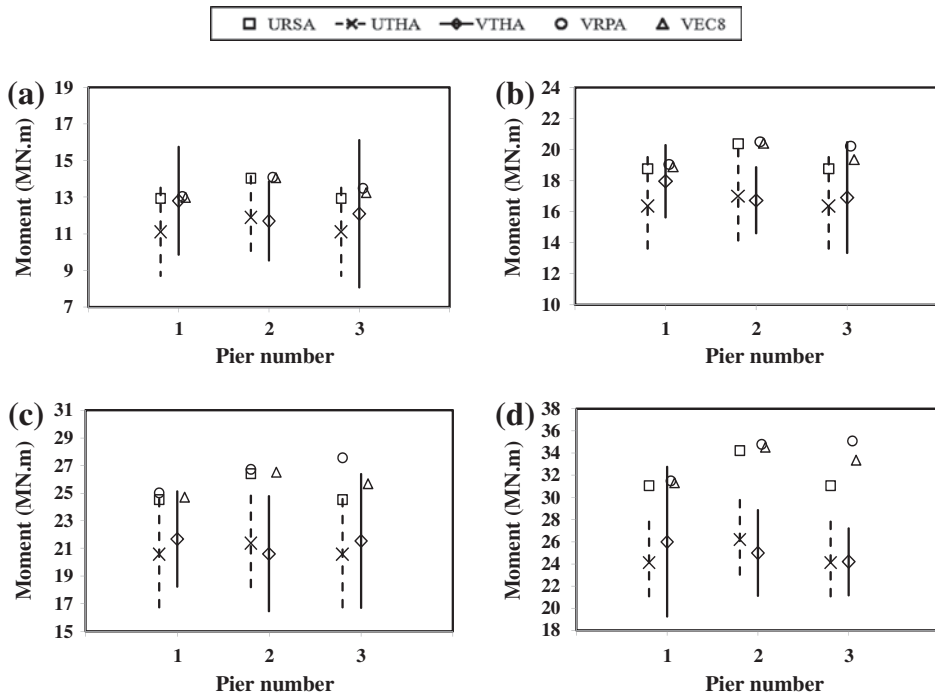 URSA UTHA VTHA VRPA VEC8
(a)
Moment (MN.m)
19
17
15
13
11
9
7
1 2 3
Pier number
(b)
Moment (MN.m)
24
22
20
18
16
14
12
10
1 2 3
Pier number
(c)
Moment (MN.m)
31
29
27
25
23
21
19
17
15
1 2 3
Pier number
(d)
Moment (MN.m)
38
36
34
32
30
28
26
24
22
20
18
1 2 3
Pier number